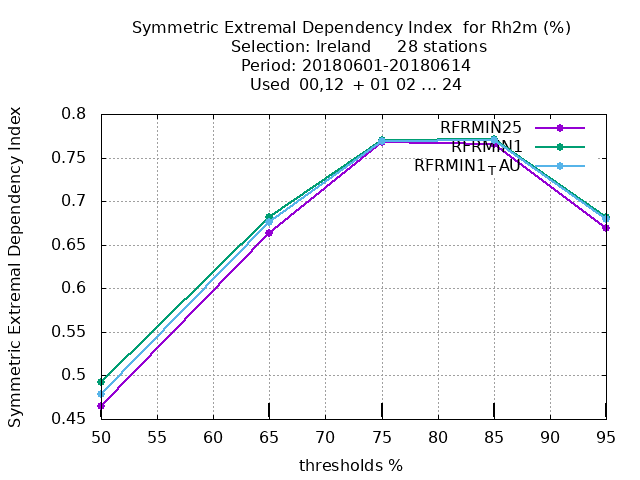 Symmetric Extremal Dependency Index for Rh2m (%)
Selection: Ireland 28 stations
Period: 20180601-20180614
Used 00,12 + 01 02 ... 24
Symmetric Extremal Dependency Index
0.8
0.75
0.7
0.65
0.6
0.55
0.5
0.45
RFRMIN25
RFRMIN1
RFRMIN1TAU
50 55 60 65 70 75 80 85 90 95
thresholds %